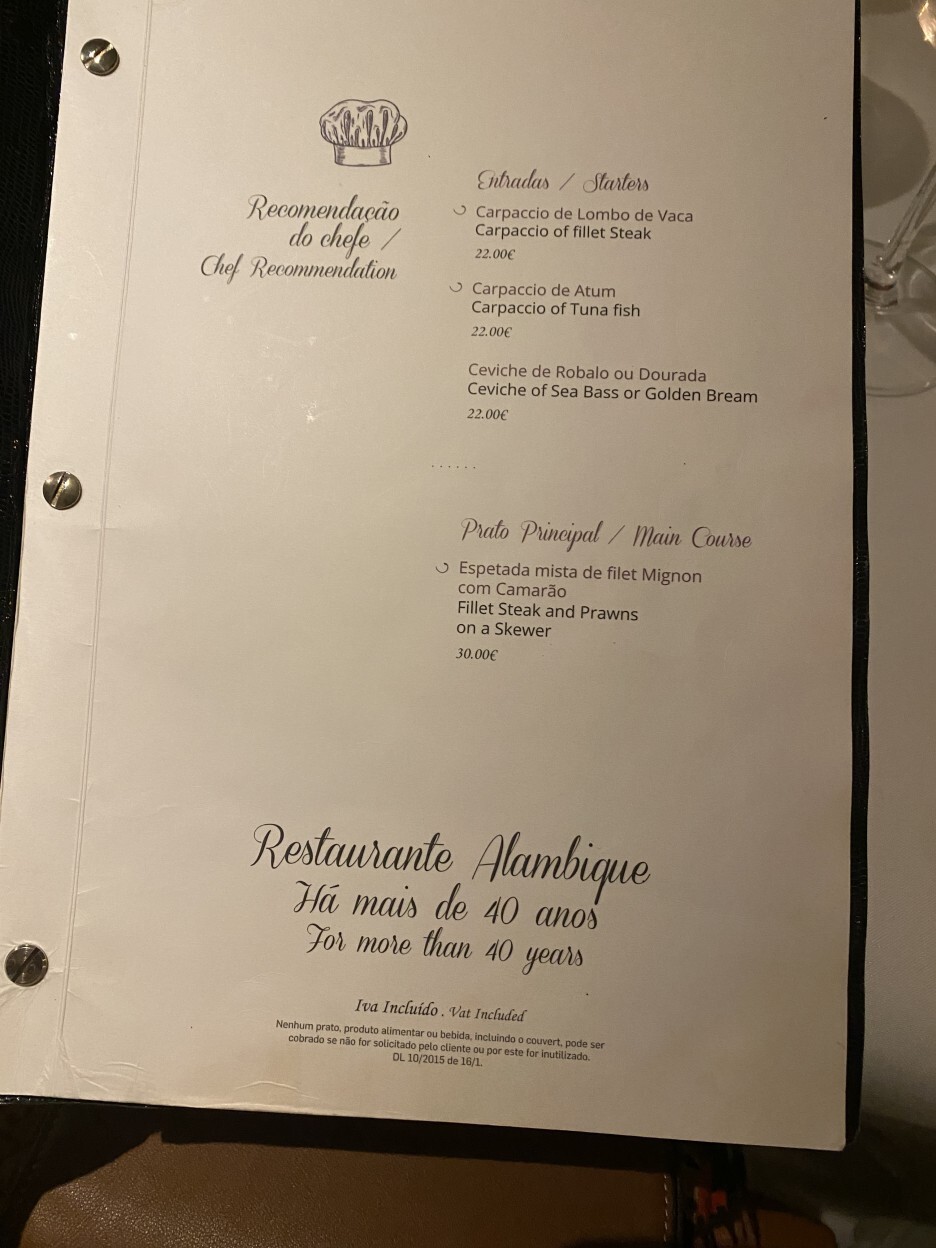 Recomendação
do chefe /
Chef Recommendation
Entradas / Starters
Carpaccio de Lombo de Vaca
Carpaccio of fillet Steak
22.00€
Carpaccio de Atum
Carpaccio of Tuna fish
22.00€
Ceviche de Robalo ou Dourada
Ceviche of Sea Bass or Golden Bream
22.00€
......
Prato Principal / Main Course
Espetada mista de filet Mignon
com Camarão
Fillet Steak and Prawns
on a Skewer
30.00€
Restaurante Alambique
Há mais de 40 anos
For more than 40 years
Iva Incluído . Vat Included
Nenhum prato, produto alimentar ou bebida, incluindo o couvert, pode ser
cobrado se não for solicitado pelo cliente ou por este for inutilizado.
DL 10/2015 de 16/1.